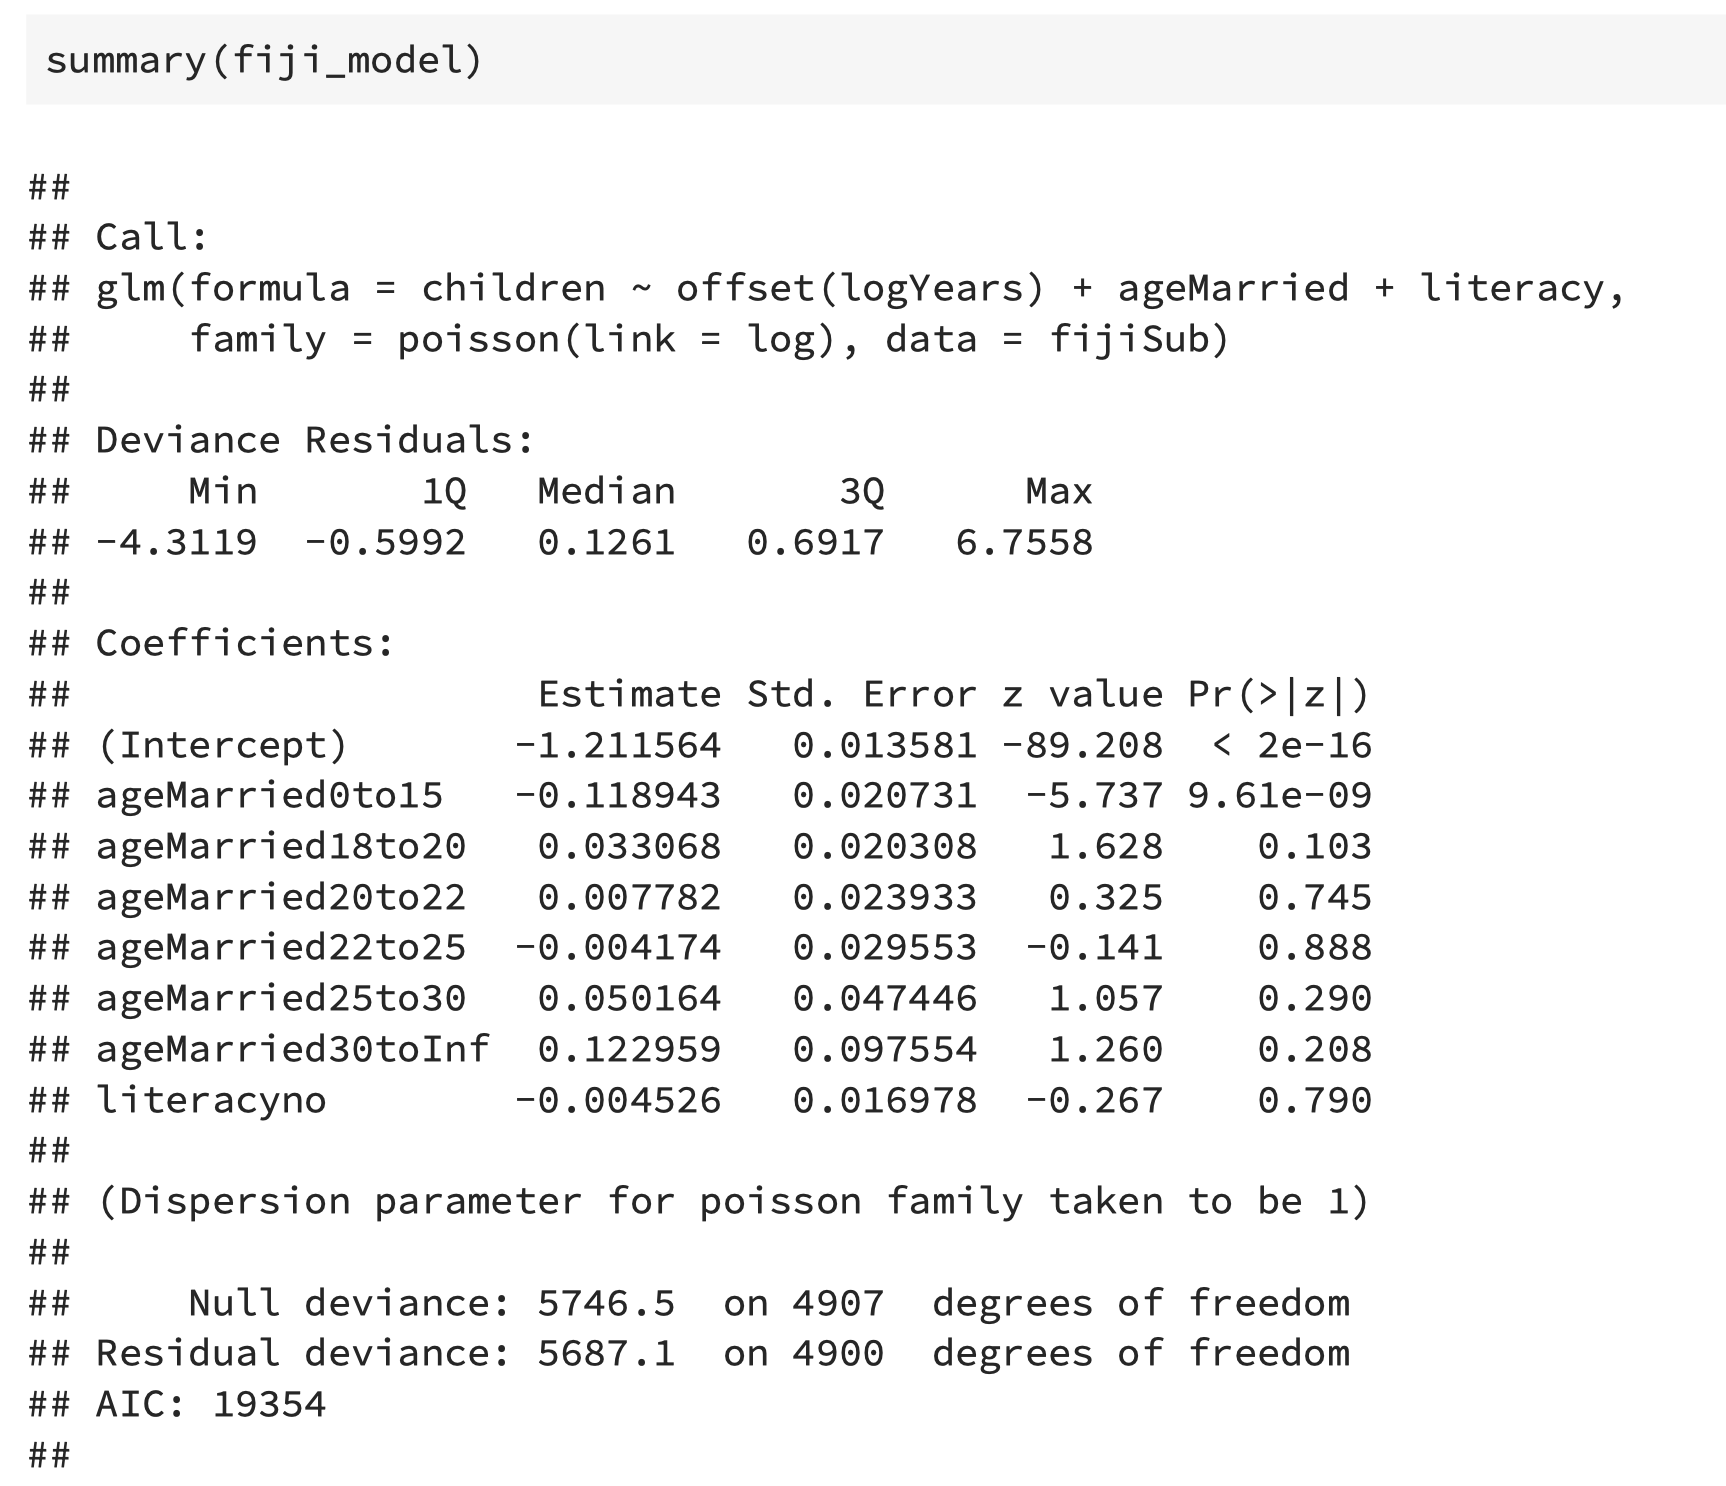 summary(fiji_model)
##
## Call:
## glm(formula = children ~ offset(logYears) + ageMarried + literacy,
##     family = poisson(link = log), data = fijiSub)
##
## Deviance Residuals:
##     Min       1Q   Median       3Q      Max
## -4.3119  -0.5992   0.1261   0.6917   6.7558
##
## Coefficients:
##                    Estimate Std. Error z value Pr(>|z|)
## (Intercept)       -1.211564   0.013581 -89.208  < 2e-16
## ageMarried0to15   -0.118943   0.020731  -5.737 9.61e-09
## ageMarried18to20   0.033068   0.020308   1.628    0.103
## ageMarried20to22   0.007782   0.023933   0.325    0.745
## ageMarried22to25  -0.004174   0.029553  -0.141    0.888
## ageMarried25to30   0.050164   0.047446   1.057    0.290
## ageMarried30toInf  0.122959   0.097554   1.260    0.208
## literacyno        -0.004526   0.016978  -0.267    0.790
##
## (Dispersion parameter for poisson family taken to be 1)
##
##     Null deviance: 5746.5  on 4907  degrees of freedom
## Residual deviance: 5687.1  on 4900  degrees of freedom
## AIC: 19354
##